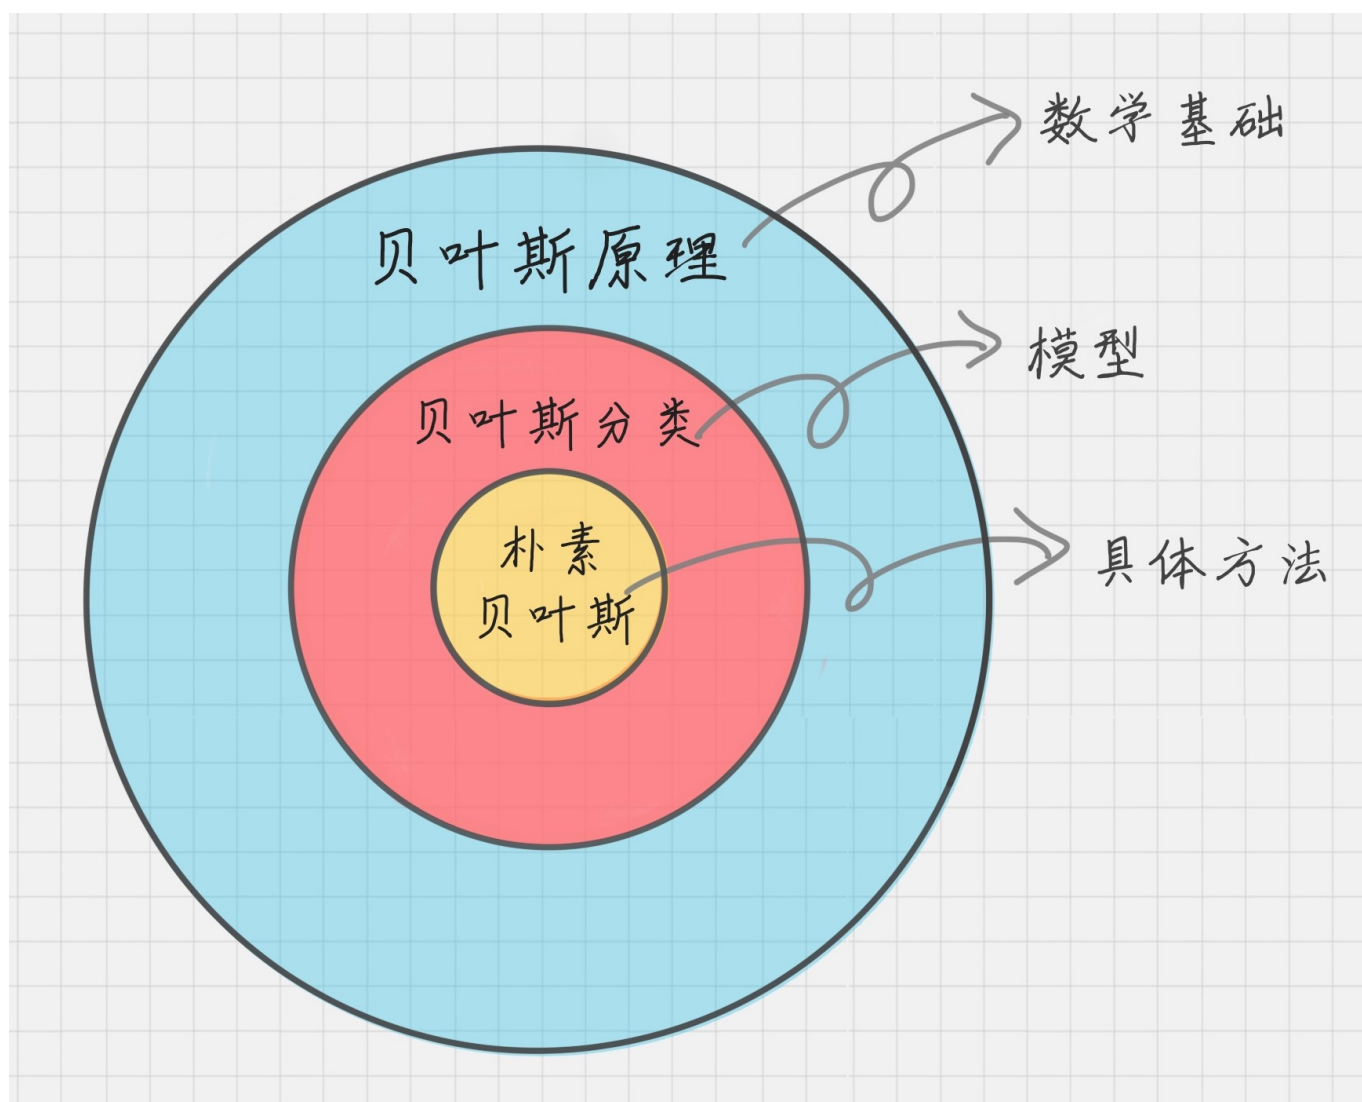 数学基础
贝叶斯原理
模型
贝叶斯分类
朴素
具体方法
贝叶斯